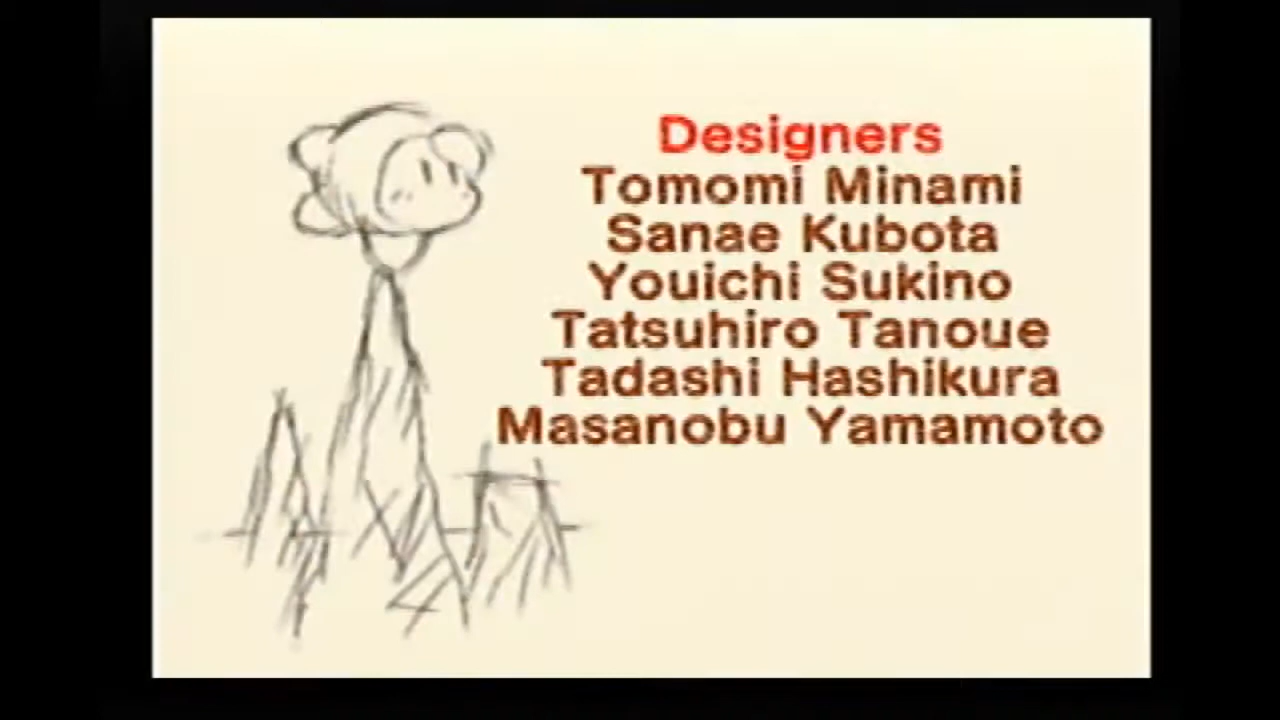 Designers
Tomomi Minami
Sanae Kubota
Youichi Sukino
Tatsuhiro Tanoue
Tadashi Hashikura
Masanobu Yamamoto